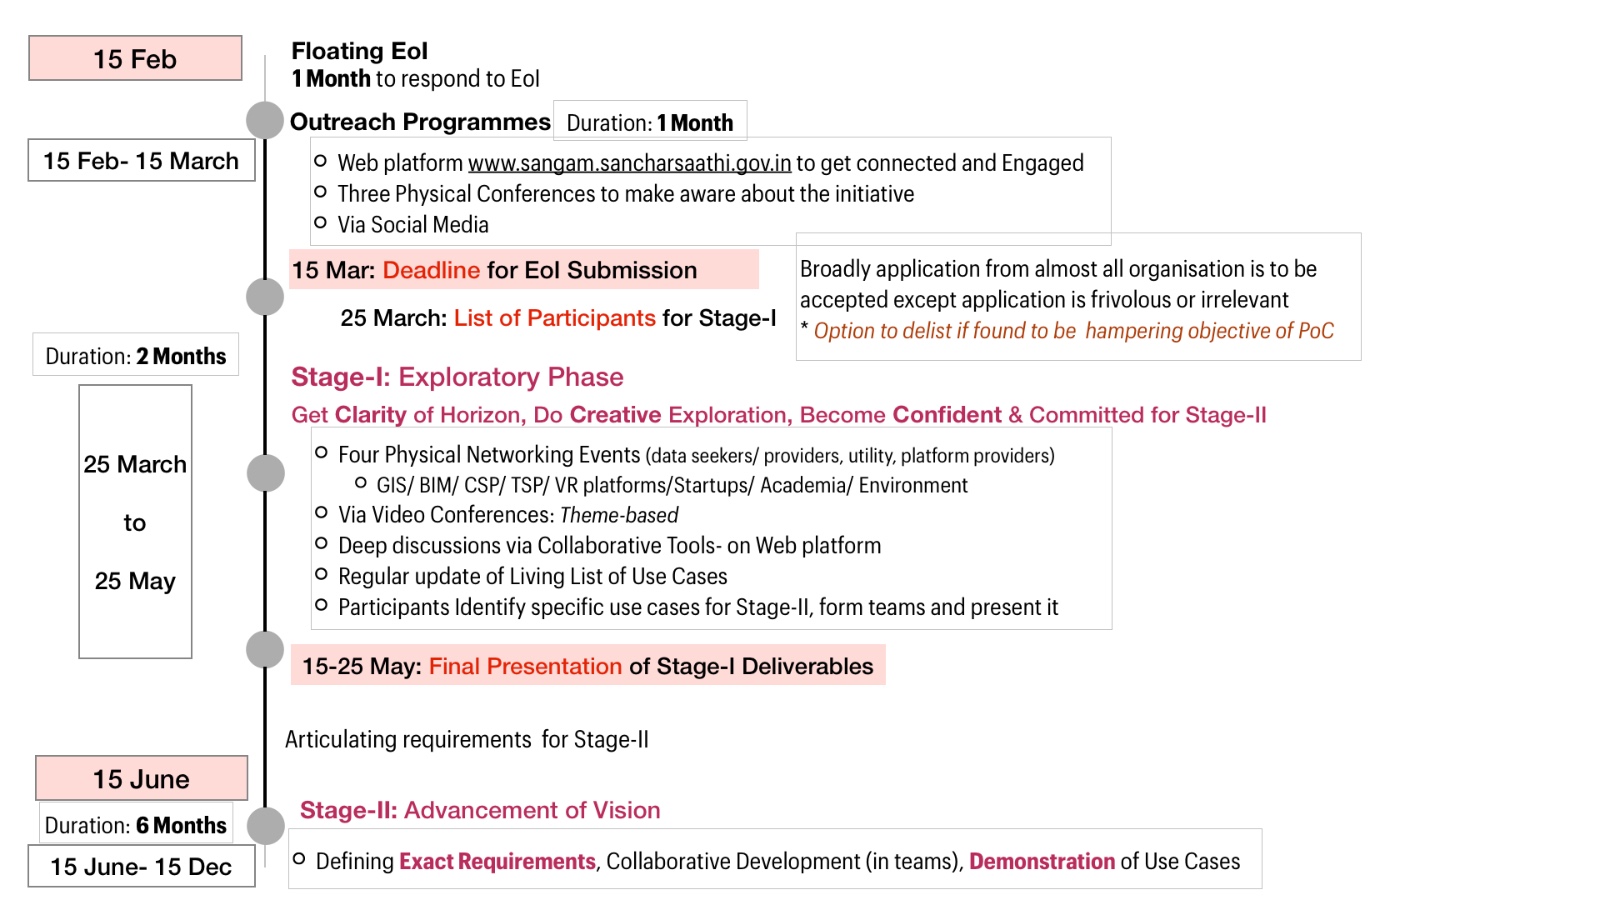 15 Feb
Floating EoI
1 Month to respond to EoI
Outreach Programmes
Duration: 1 Month
15 Feb- 15 March
Web platform www.sangam.sancharsaathi.gov.in to get connected and Engaged
Three Physical Conferences to make aware about the initiative
Via Social Media
15 Mar: Deadline for EoI Submission
25 March: List of Participants for Stage-I
Broadly application from almost all organisation is to be
accepted except application is frivolous or irrelevant
* Option to delist if found to be hampering objective of PoC
Duration: 2 Months
25 March
to
25 May
Stage-I: Exploratory Phase
Get Clarity of Horizon, Do Creative Exploration, Become Confident & Committed for Stage-II
Four Physical Networking Events (data seekers/ providers, utility, platform providers)
GIS/ BIM/ CSP/ TSP/ VR platforms/Startups/ Academia/ Environment
Via Video Conferences: Theme-based
Deep discussions via Collaborative Tools- on Web platform
Regular update of Living List of Use Cases
Participants Identify specific use cases for Stage-II, form teams and present it
15-25 May: Final Presentation of Stage-I Deliverables
Articulating requirements for Stage-II
15 June
Duration: 6 Months
15 June- 15 Dec
Stage-II: Advancement of Vision
Defining Exact Requirements, Collaborative Development (in teams), Demonstration of Use Cases